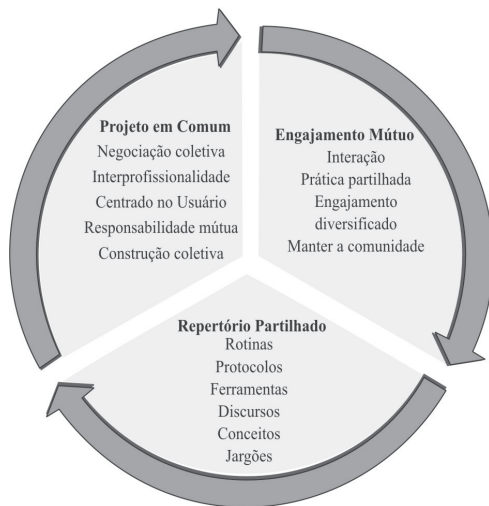 Projeto em Comum
Negociação coletiva
Interprofissionalidade
Centrado no Usuário
Responsabilidade mútua
Construção coletiva
Engajamento Mútuo
Interação
Prática partilhada
Engajamento
diversificado
Manter a comunidade
Repertório Partilhado
Rotinas
Protocolos
Ferramentas
Discursos
Conceitos
Jargões